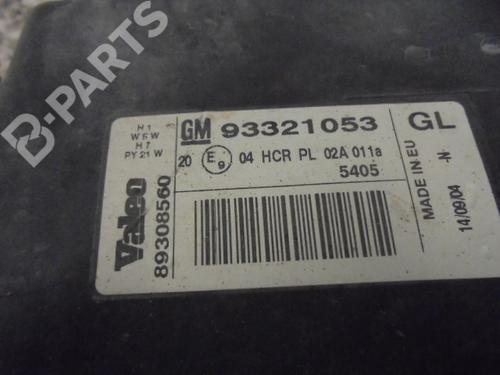 B-PARTS
H1
W5W
H7
PY21W
GM 93321053 GL
20 E9 04 HCR PL 02A 011a
5405
Valeo
89308560
MADE IN EU -N
14/09/04